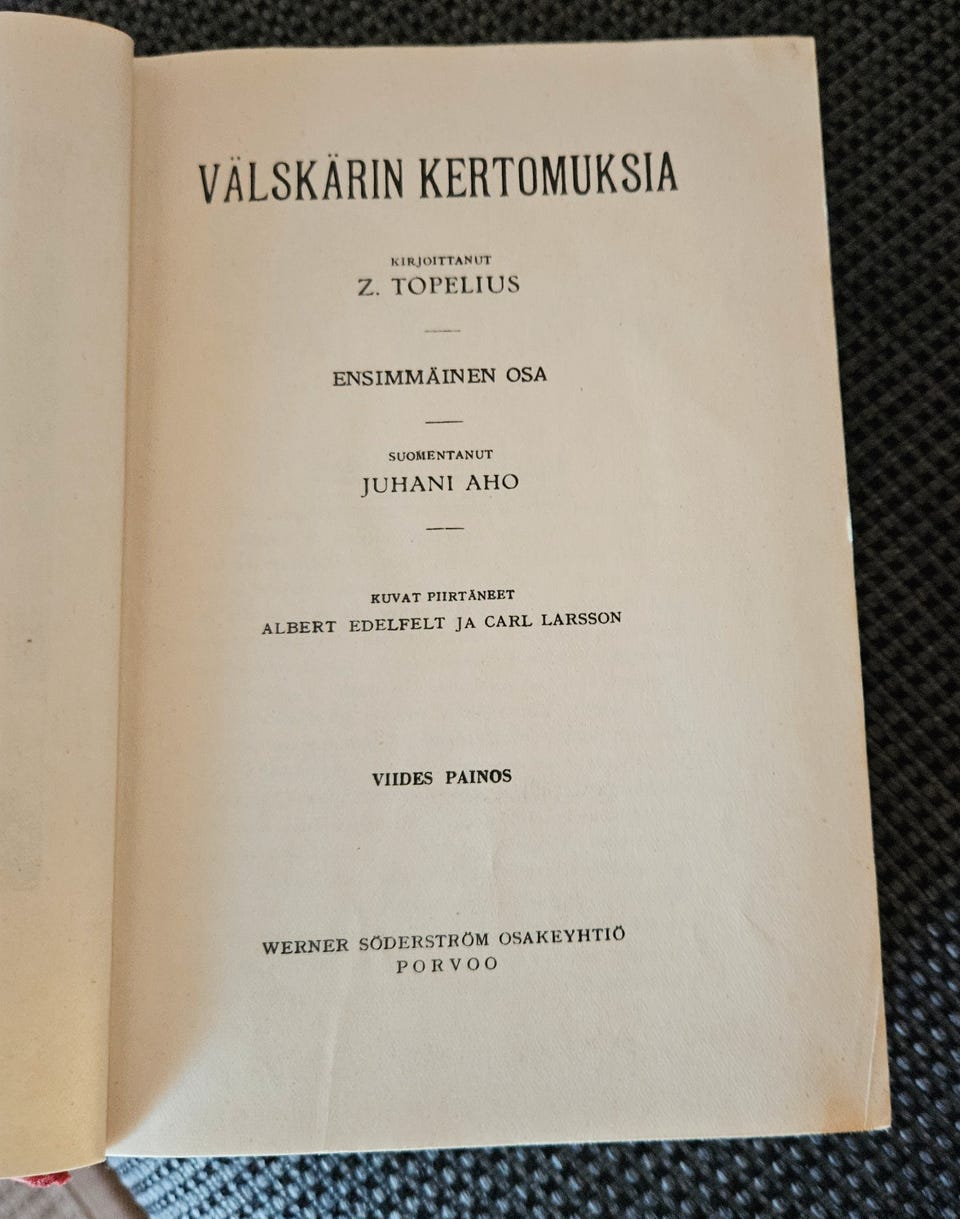 VÄLSKÄRIN KERTOMUKSIA
KIRJOITTANUT
Z. TOPELIUS
ENSIMMÄINEN OSA
SUOMENTANUT
JUHANI AHO
KUVAT PIIRTÄNEET
ALBERT EDELFELT JA CARL LARSSON
VIIDES PAINOS
WERNER SÖDERSTRÖM OSAKEYHTIÖ
PORVOO